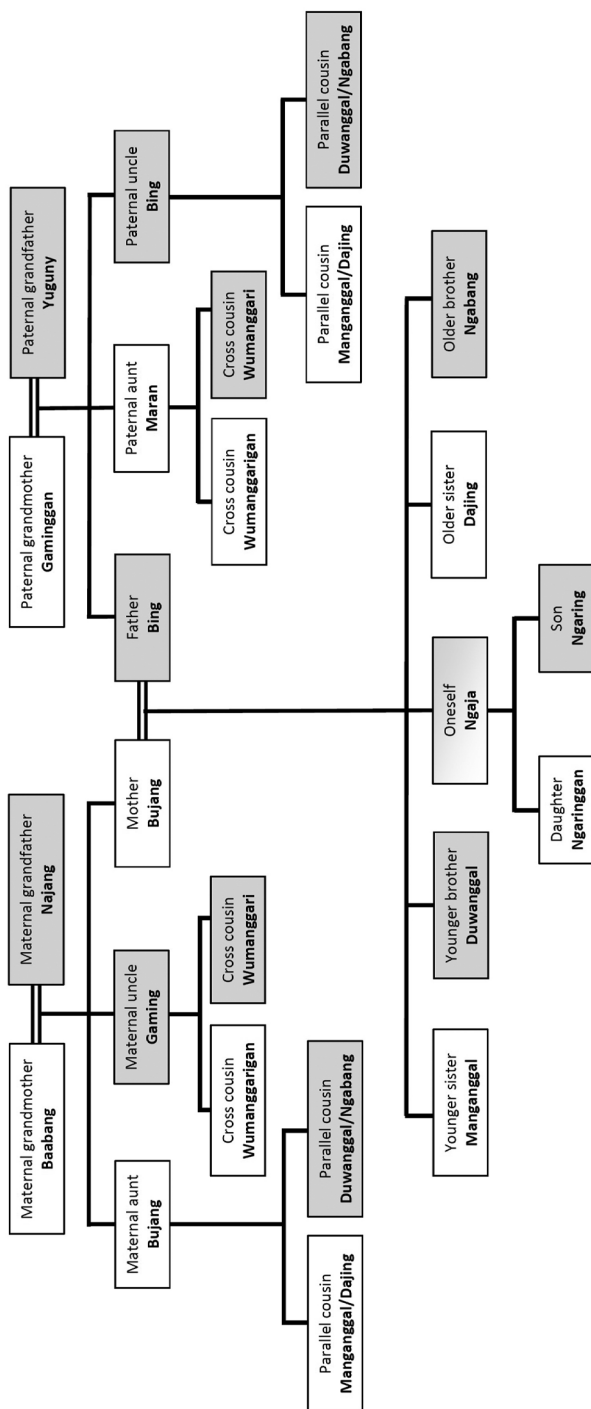 Maternal grandmother
Baabang
Maternal grandfather
Najang
Paternal grandmother
Gaminggan
Paternal grandfather
Yuguny
Maternal aunt
Bujang
Maternal uncle
Gaming
Mother
Bujang
Father
Bing
Paternal aunt
Maran
Paternal uncle
Bing
Cross cousin
Wumanggarigan
Cross cousin
Wumanggari
Cross cousin
Wumanggarigan
Cross cousin
Wumanggari
Parallel cousin
Manganggal/Dajing
Parallel cousin
Duwanggal/Ngabang
Parallel cousin
Manganggal/Dajing
Parallel cousin
Duwanggal/Ngabang
Younger sister
Manganggal
Younger brother
Duwanggal
Oneself
Ngaja
Older sister
Dajing
Older brother
Ngabang
Daughter
Ngaringgan
Son
Ngaring